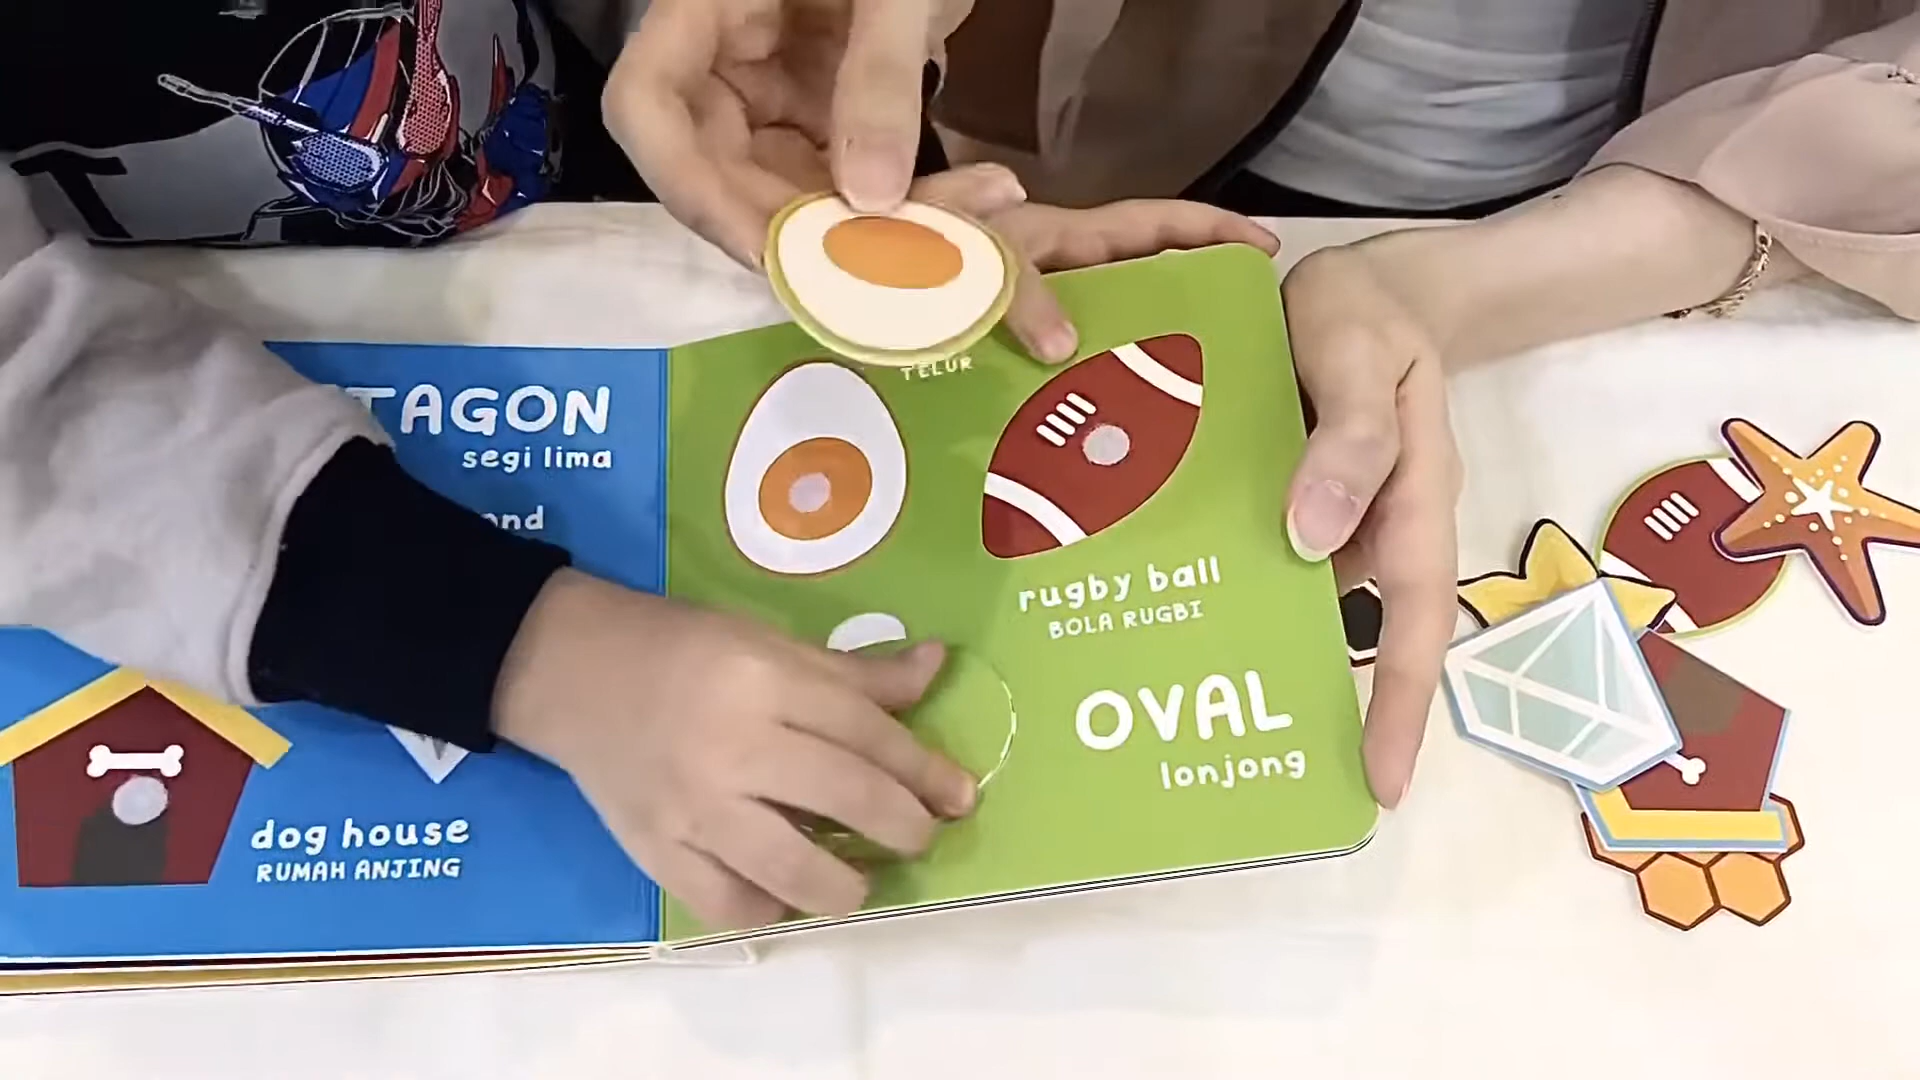 TAGON
segi lima
dog house
RUMAH ANJING
TELUR
rugby ball
BOLA RUGBI
OVAL
lonjong